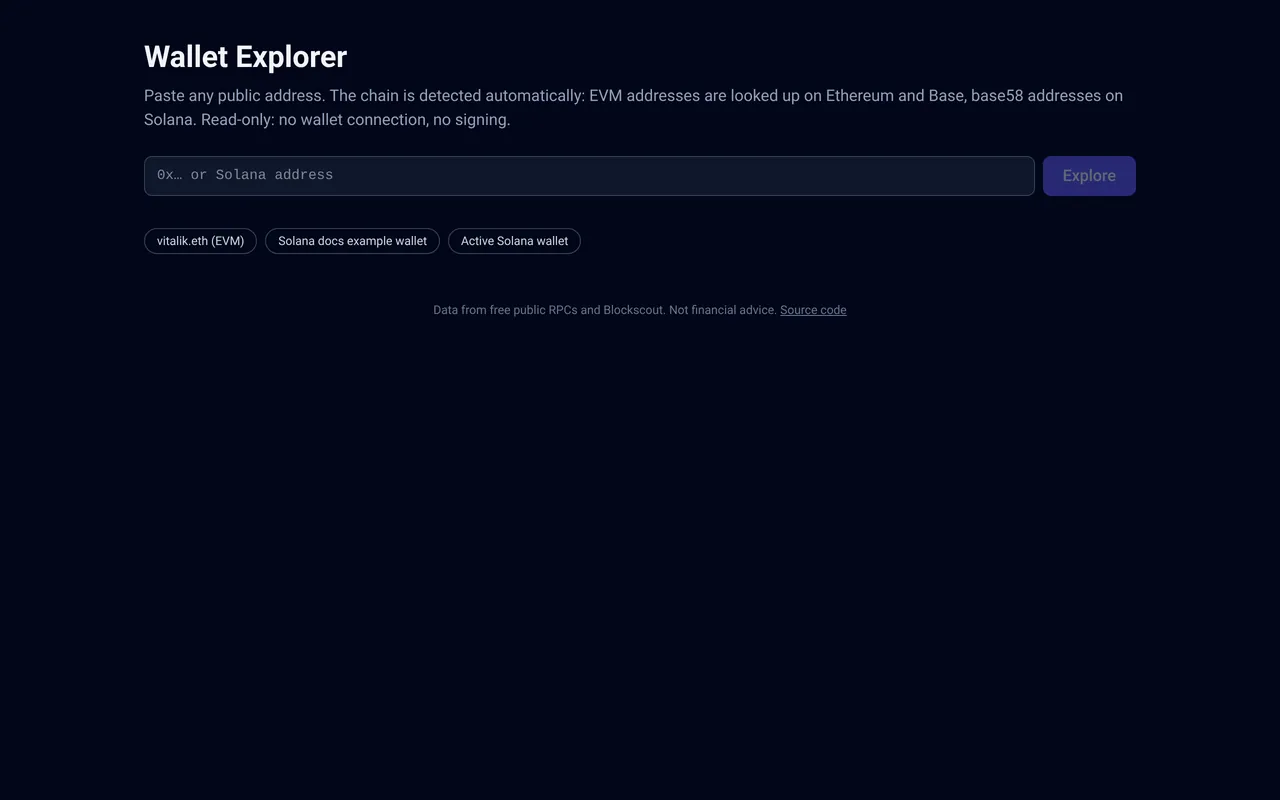 Wallet Explorer
Paste any public address. The chain is detected automatically: EVM addresses are looked up on Ethereum and Base, base58 addresses on
Solana. Read-only: no wallet connection, no signing.
0x… or Solana address
Explore
vitalik.eth (EVM)
Solana docs example wallet
Active Solana wallet
Data from free public RPCs and Blockscout. Not financial advice. Source code